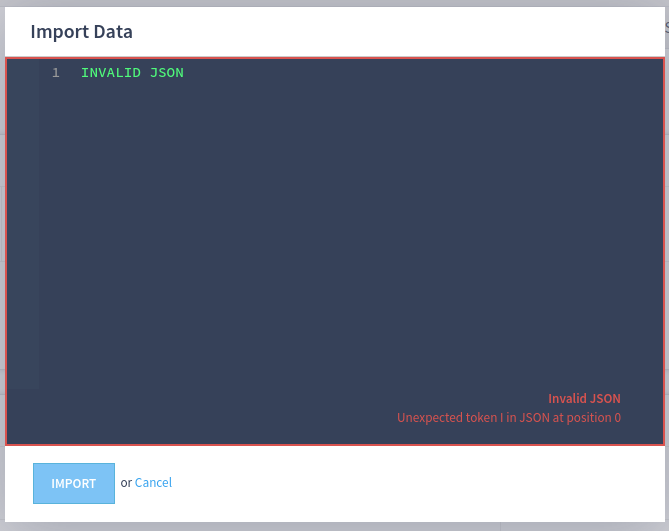 Import Data
1 INVALID JSON
Invalid JSON
Unexpected token I in JSON at position 0
IMPORT or Cancel